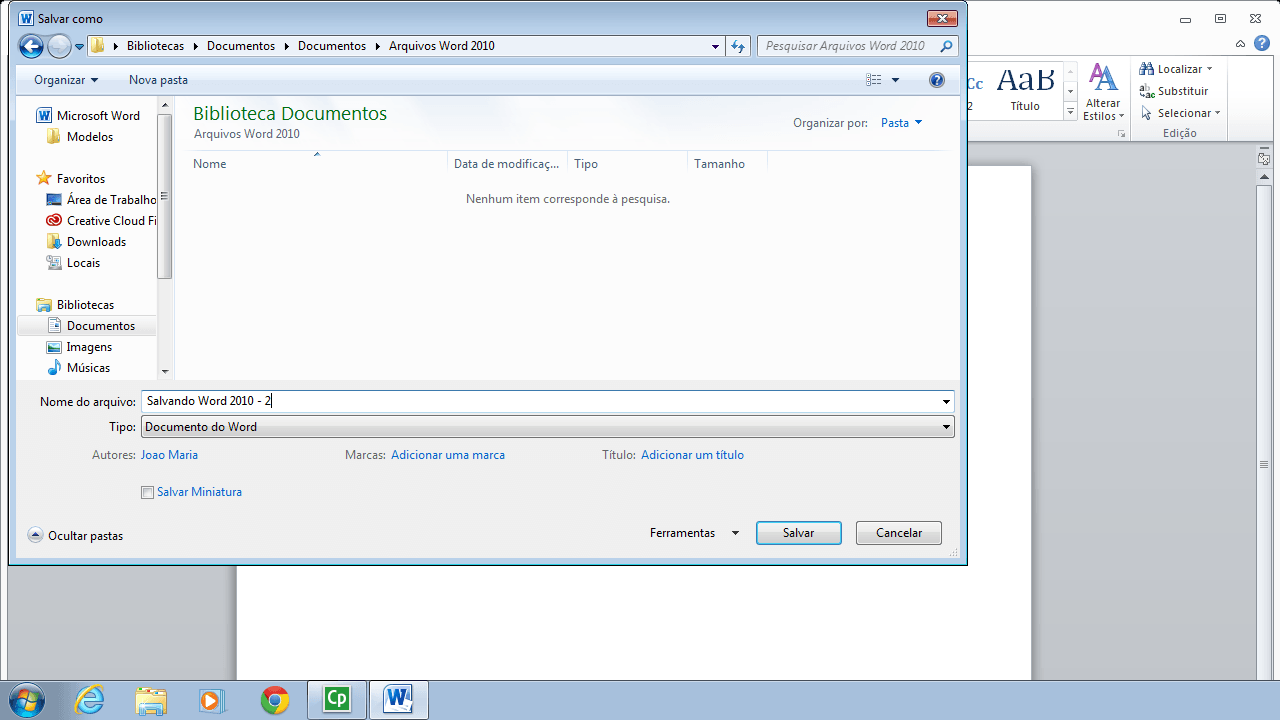 Salvar como
Bibliotecas Documentos Documentos Arquivos Word 2010
Pesquisar Arquivos Word 2010
Organizar Nova pasta
Microsoft Word
Modelos
Favoritos
Área de Trabalho
Creative Cloud Fi
Downloads
Locais
Bibliotecas
Documentos
Imagens
Músicas
Biblioteca Documentos
Arquivos Word 2010
Organizar por: Pasta
Nome Data de modificaç... Tipo Tamanho
Nenhum item corresponde à pesquisa.
Nome do arquivo: Salvando Word 2010 - 2
Tipo: Documento do Word
Autores: Joao Maria Marcas: Adicionar uma marca Título: Adicionar um título
Salvar Miniatura
Ocultar pastas
Ferramentas Salvar Cancelar
Cc AaB
2 Título
Alterar
Estilos
Localizar
Substituir
Selecionar
Edição
Cp
W